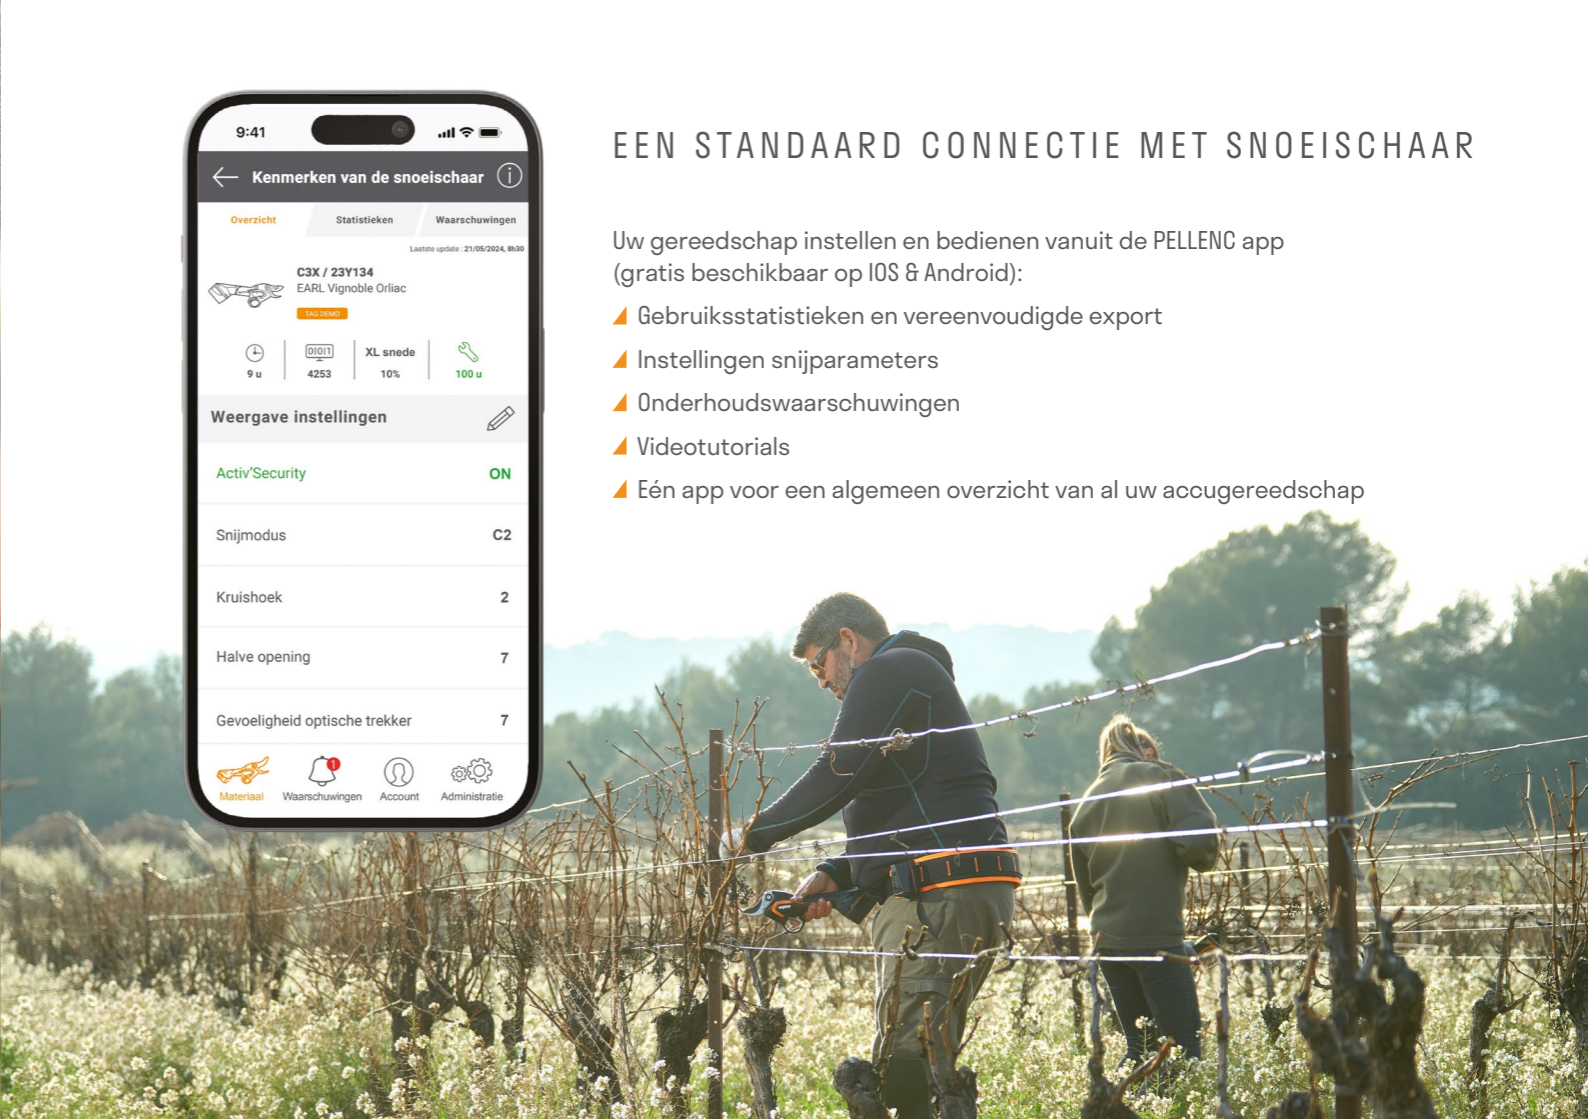 9:41
Kenmerken van de snoeischaar
Overzicht Statistieken Waarschuwingen
Laatste update : 21/05/2024, 8h30
C3X / 23Y134
EARL Vignoble Orliac
TAG DEMO
0|0|1 XL snede
9 u 4253 10% 100 u
Weergave instellingen
Activ'Security ON
Snijmodus C2
Kruishoek 2
Halve opening 7
Gevoeligheid optische trekker 7
1
Materiaal Waarschuwingen Account Administratie
EEN STANDAARD CONNECTIE MET SNOEISCHAAR
Uw gereedschap instellen en bedienen vanuit de PELLENC app
(gratis beschikbaar op IOS & Android):
Gebruiksstatistieken en vereenvoudigde export
Instellingen snijparameters
Onderhoudswaarschuwingen
Videotutorials
Eén app voor een algemeen overzicht van al uw accugereedschap